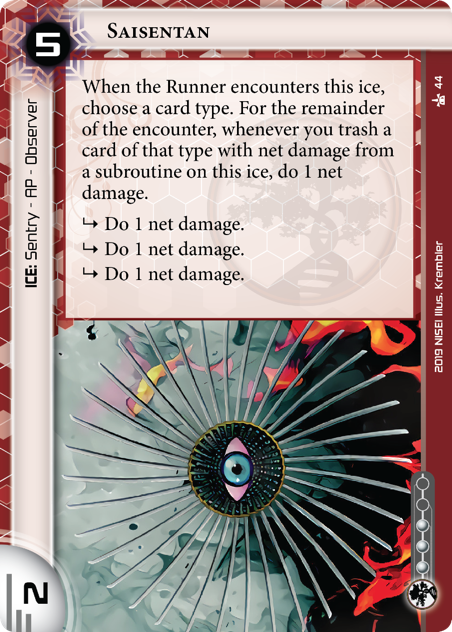 5
Saisentan
When the Runner encounters this ice,
choose a card type. For the remainder
of the encounter, whenever you trash a
card of that type with net damage from
a subroutine on this ice, do 1 net
damage.
↳ Do 1 net damage.
↳ Do 1 net damage.
↳ Do 1 net damage.
ICE: Sentry - AP - Observer
44
2019 NISEI Illus. Krembler
N